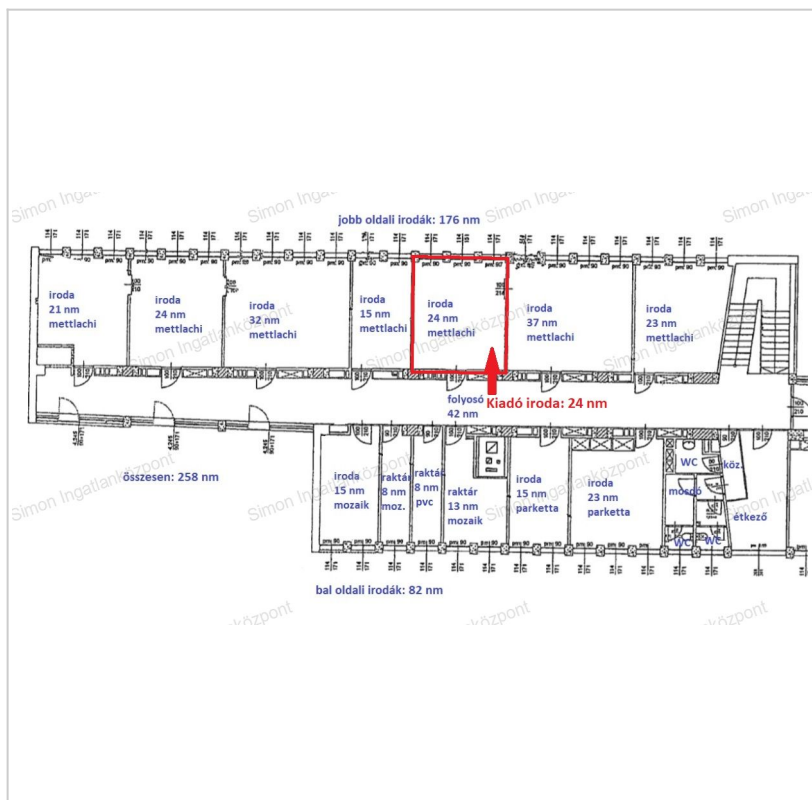 Simon Ingatlanközpont
jobb oldali irodák: 176 nm
iroda
21 nm
mettlachi
iroda
24 nm
mettlachi
iroda
32 nm
mettlachi
iroda
15 nm
mettlachi
iroda
24 nm
mettlachi
iroda
37 nm
mettlachi
iroda
23 nm
mettlachi
folyosó
42 nm
Kiadó iroda: 24 nm
összesen: 258 nm
iroda
15 nm
mozaik
raktár
8 nm
moz.
raktár
8 nm
pvc
raktár
13 nm
mozaik
iroda
15 nm
parketta
iroda
23 nm
parketta
WC
mosdó
WC
WC
köz.
étkező
bal oldali irodák: 82 nm